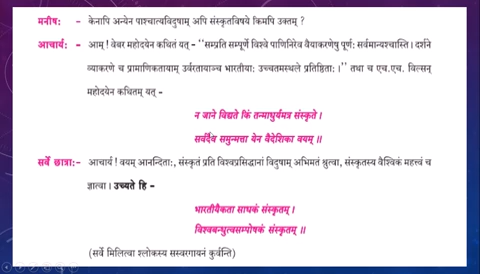 मनीष: - केनापि अन्येन पाश्चात्यविदुषाम् अपि संस्कृतविषये किमपि उक्तम् ?
आचार्य: - आम् ! वेबर महोदयेन कथितं यत् - “सम्प्रति सम्पूर्णे विश्वे पाणिनिरेव वैयाकरणेषु पूर्ण: सर्वमान्यश्चास्ति। दर्शने
व्याकरणे च प्रामाणिकतायाम् उर्वरतायाञ्च भारतीया: उच्चतमस्थले प्रतिष्ठिता: ।” तथा च एच.एच. विल्सन्
महोदयेन कथितम् यत् -
न जाने विद्यते किं तन्माधुर्यमत्र संस्कृते ।
सर्वदैव समुन्मत्ता येन वैदेशिका वयम् ॥
सर्वे छात्रा:- आचार्य ! वयम् आनन्दिता:, संस्कृतं प्रति विश्वप्रसिद्धानां विदुषाम् अभिमतं श्रुत्वा, संस्कृतस्य वैश्विकं महत्त्वं च
ज्ञात्वा । उच्यते हि -
भारतीयैकता साधकं संस्कृतम् ।
विश्वबन्धुत्वसम्पोषकं संस्कृतम् ॥
(सर्वे मिलित्वा श्लोकस्य सस्वरगायनं कुर्वन्ति)